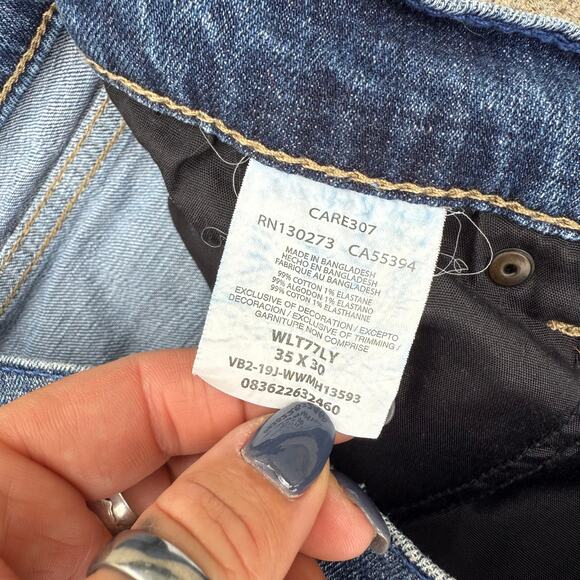 CARE307
RN130273 CA55394
MADE IN BANGLADESH
HECHO EN BANGLADESH
FABRIQUE AU BANGLADESH
99% COTTON 1% ELASTANE
99% ALGODON 1% ELASTANO
99% COTON 1% ELASTHANNE
EXCLUSIVE OF DECORATION / EXCEPTO
DECORACION / EXCLUSIVE OF TRIMMING /
GARNITURE NON COMPRISE
WLT77LY
35 X 30
VB2-19J-WWMH13593
083622632460